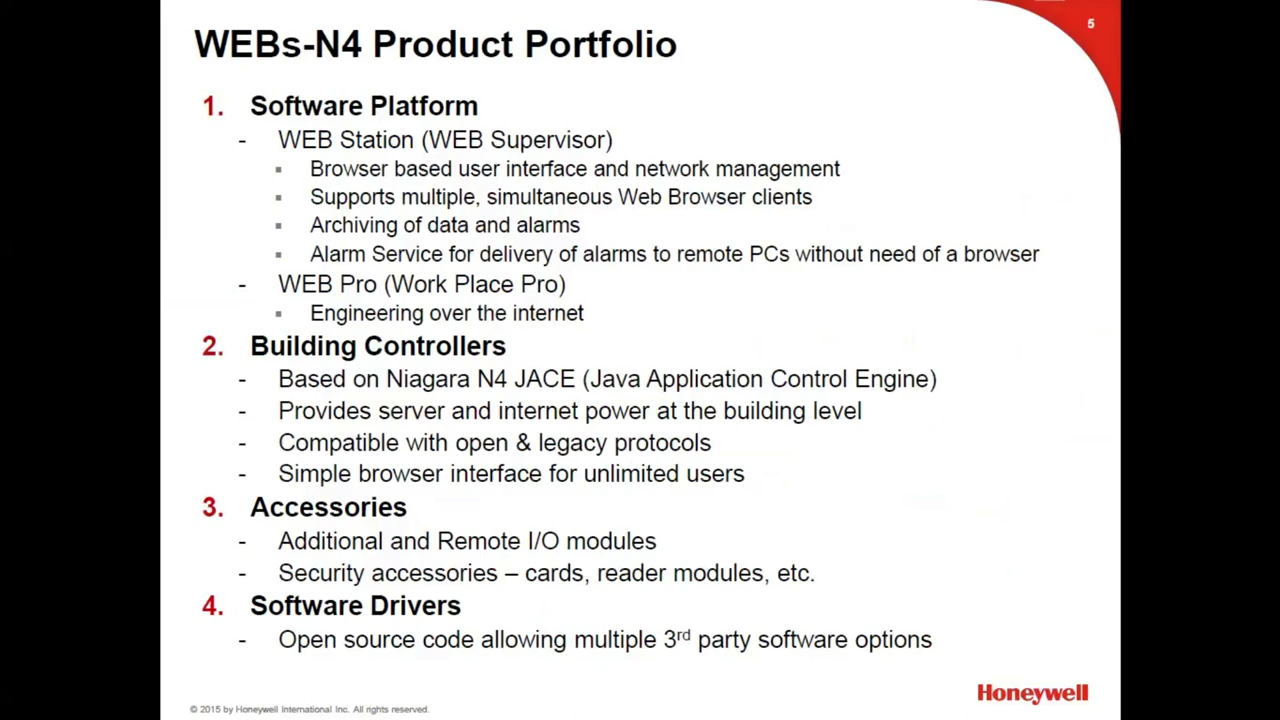 5
WEBs-N4 Product Portfolio
1. Software Platform
- WEB Station (WEB Supervisor)
▪ Browser based user interface and network management
▪ Supports multiple, simultaneous Web Browser clients
▪ Archiving of data and alarms
▪ Alarm Service for delivery of alarms to remote PCs without need of a browser
- WEB Pro (Work Place Pro)
▪ Engineering over the internet
2. Building Controllers
- Based on Niagara N4 JACE (Java Application Control Engine)
- Provides server and internet power at the building level
- Compatible with open & legacy protocols
- Simple browser interface for unlimited users
3. Accessories
- Additional and Remote I/O modules
- Security accessories – cards, reader modules, etc.
4. Software Drivers
- Open source code allowing multiple 3rd party software options
Honeywell
© 2015 by Honeywell International Inc. All rights reserved.